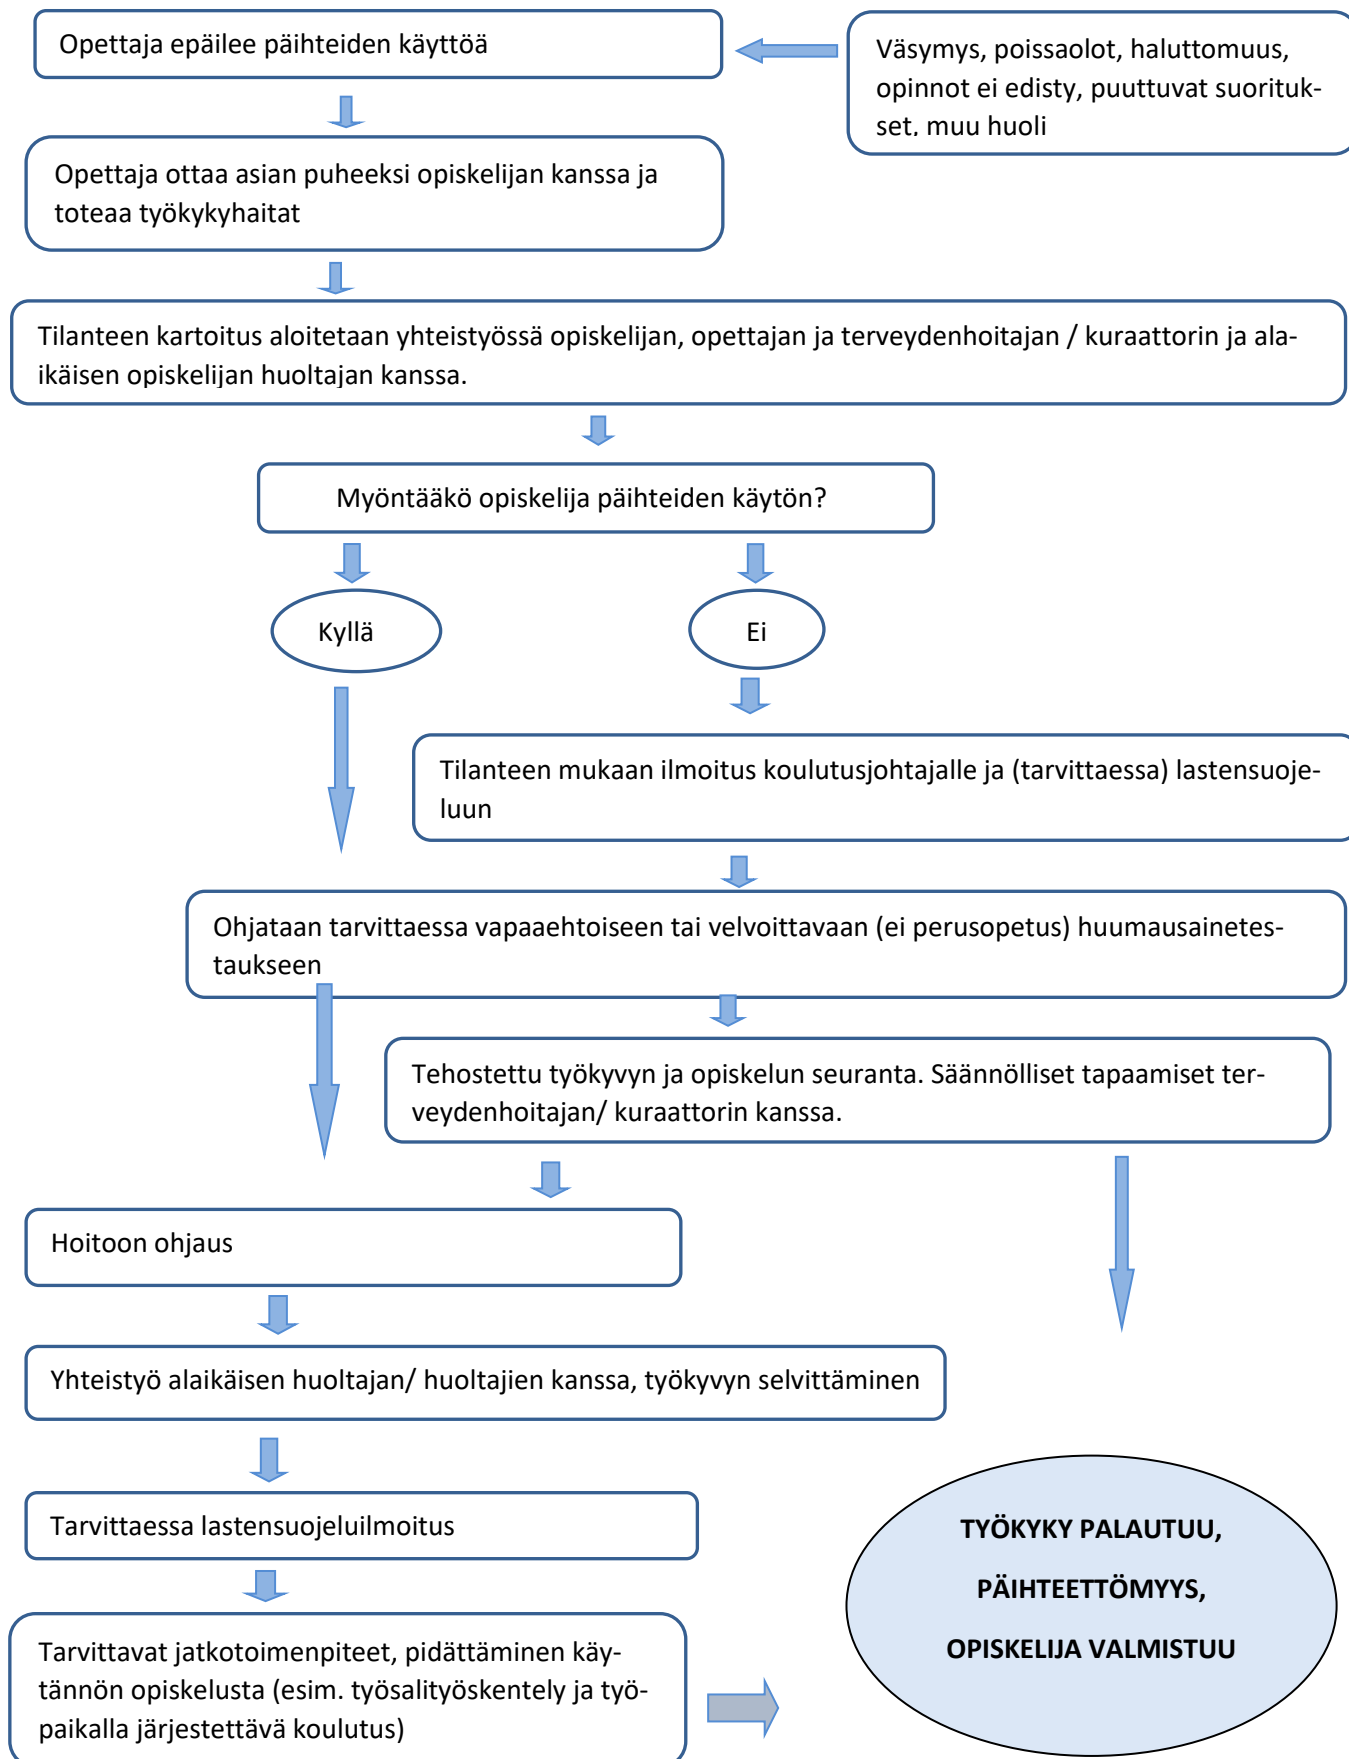 Opettaja epäilee päihteiden käyttöä
Väsymys, poissaolot, haluttomuus,
opinnot ei edisty, puuttuvat suorituk-
set, muu huoli
Opettaja ottaa asian puheeksi opiskelijan kanssa ja
toteaa työkykyhaitat
Tilanteen kartoitus aloitetaan yhteistyössä opiskelijan, opettajan ja terveydenhoitajan / kuraattorin ja ala-
ikäisen opiskelijan huoltajan kanssa.
Myöntääkö opiskelija päihteiden käytön?
Kyllä
Ei
Tilanteen mukaan ilmoitus koulutusjohtajalle ja (tarvittaessa) lastensuoje-
luun
Ohjataan tarvittaessa vapaaehtoiseen tai velvoittavaan (ei perusopetus) huumausainetes-
taukseen
Tehostettu työkyvyn ja opiskelun seuranta. Säännölliset tapaamiset ter-
veydenhoitajan/ kuraattorin kanssa.
Hoitoon ohjaus
Yhteistyö alaikäisen huoltajan/ huoltajien kanssa, työkyvyn selvittäminen
Tarvittaessa lastensuojeluilmoitus
Tarvittavat jatkotoimenpiteet, pidättäminen käy-
tännön opiskelusta (esim. työsalityöskentely ja työ-
paikalla järjestettävä koulutus)
TYÖKYKY PALAUTUU,
PÄIHTEETTÖMYYS,
OPISKELIJA VALMISTUU